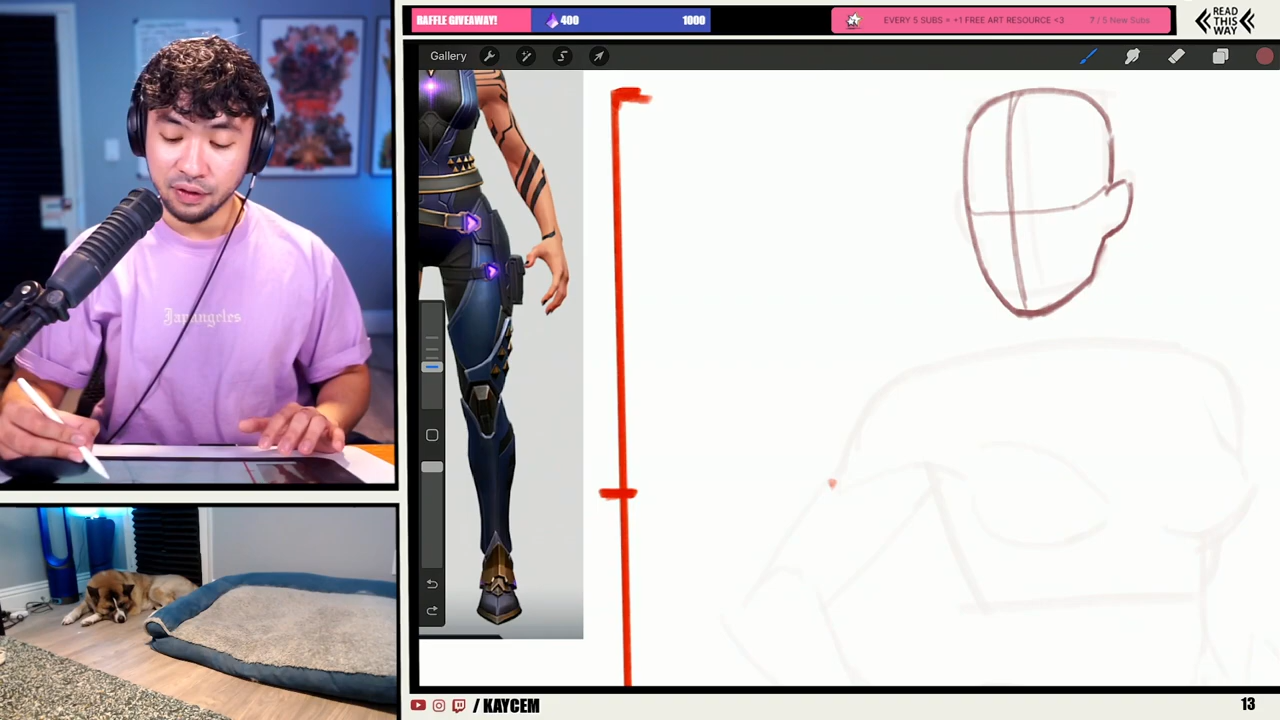 RAFFLE GIVEAWAY!
400
1000
EVERY 5 SUBS = +1 FREE ART RESOURCE <3
7 / 5 New Subs
READ
THIS
WAY
Gallery
Japangeles
/ KAYCEM
13